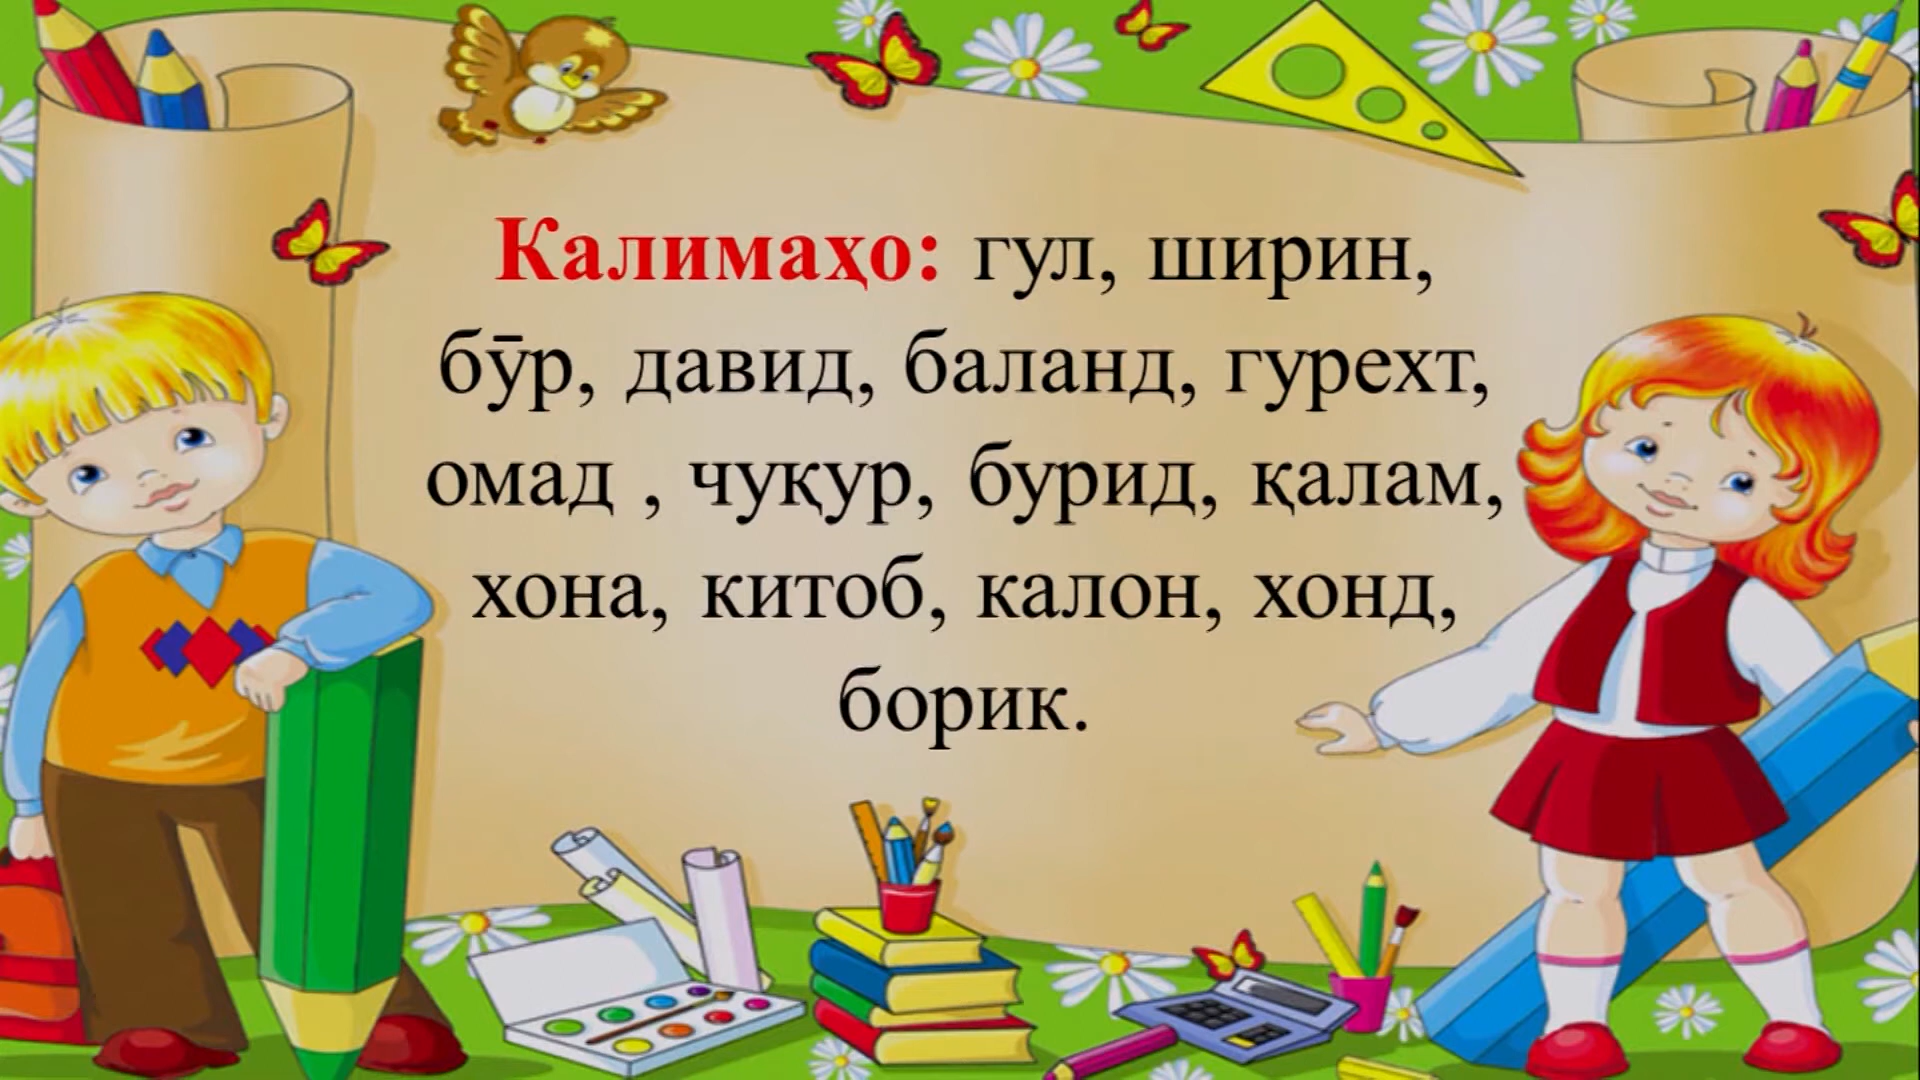 Калимаҳо: гул, ширин,
бӯр, давид, баланд, гурехт,
омад , чуқур, бурид, қалам,
хона, китоб, калон, хонд,
борик.